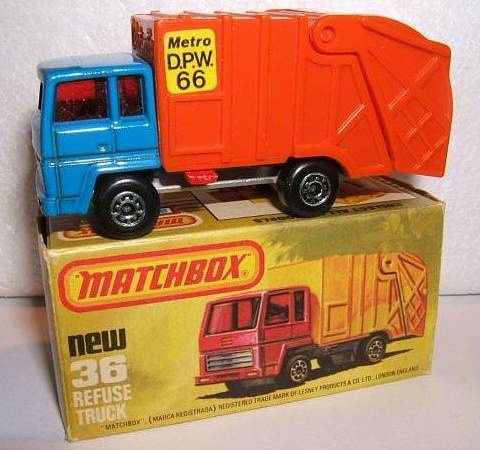 Metro
D.P.W.
66
MATCHBOX®
new
36
REFUSE
TRUCK
"MATCHBOX", (MARCA REGISTRADA) REGISTERED TRADE MARK OF LESNEY PRODUCTS & CO. LTD., LONDON ENGLAND